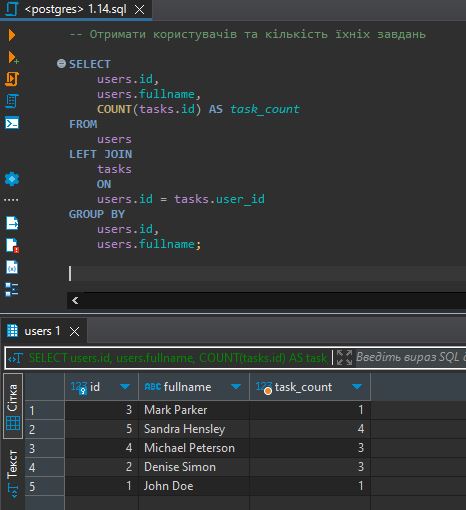 <postgres> 1.14.sql
-- Отримати користувачів та кількість їхніх завдань
SELECT
users.id,
users.fullname,
COUNT(tasks.id) AS task_count
FROM
users
LEFT JOIN
tasks
ON
users.id = tasks.user_id
GROUP BY
users.id,
users.fullname;
users 1
SELECT users.id, users.fullname, COUNT(tasks.id) AS task Введіть вираз SQL
Сітка
Текст
123 id ABC fullname 123 task_count
1 3 Mark Parker 1
2 5 Sandra Hensley 4
3 4 Michael Peterson 3
4 2 Denise Simon 3
5 1 John Doe 1